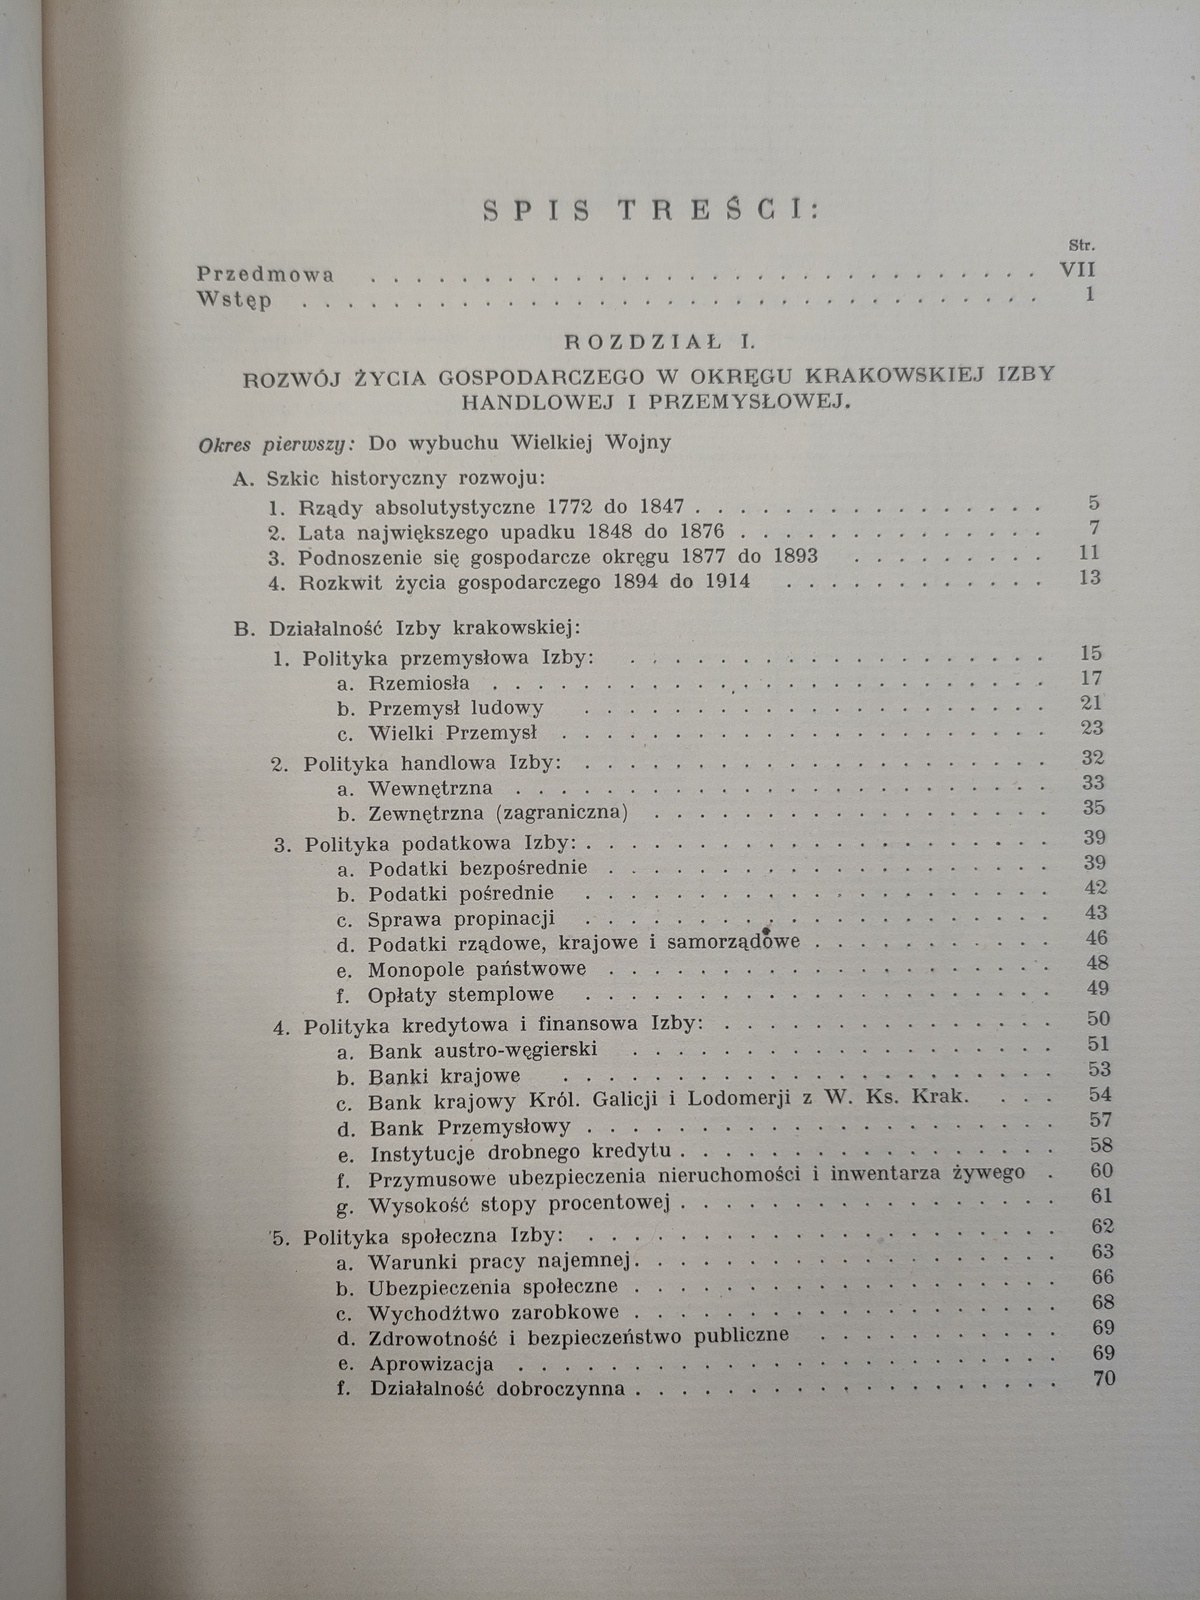 SPIS TREŚCI:
Str.
Przedmowa . . . . . . . . . . . . . . . . . . . . . . . . . . . . . . VII
Wstęp . . . . . . . . . . . . . . . . . . . . . . . . . . . . . . . . . 1
ROZDZIAŁ I.
ROZWÓJ ŻYCIA GOSPODARCZEGO W OKRĘGU KRAKOWSKIEJ IZBY
HANDLOWEJ I PRZEMYSŁOWEJ.
Okres pierwszy: Do wybuchu Wielkiej Wojny
A. Szkic historyczny rozwoju:
1. Rządy absolutystyczne 1772 do 1847 . . . . . . . . . . . . . . . . 5
2. Lata największego upadku 1848 do 1876 . . . . . . . . . . . . . . 7
3. Podnoszenie się gospodarcze okręgu 1877 do 1893 . . . . . . . . . 11
4. Rozkwit życia gospodarczego 1894 do 1914 . . . . . . . . . . . . 13
B. Działalność Izby krakowskiej:
1. Polityka przemysłowa Izby: . . . . . . . . . . . . . . . . . . . 15
a. Rzemiosła . . . . . . . . . . . . . . . . . . . . . . . . . 17
b. Przemysł ludowy . . . . . . . . . . . . . . . . . . . . . 21
c. Wielki Przemysł . . . . . . . . . . . . . . . . . . . . . . 23
2. Polityka handlowa Izby: . . . . . . . . . . . . . . . . . . . . . 32
a. Wewnętrzna . . . . . . . . . . . . . . . . . . . . . . . . 33
b. Zewnętrzna (zagraniczna) . . . . . . . . . . . . . . . . . . 35
3. Polityka podatkowa Izby: . . . . . . . . . . . . . . . . . . . . . 39
a. Podatki bezpośrednie . . . . . . . . . . . . . . . . . . . . 39
b. Podatki pośrednie . . . . . . . . . . . . . . . . . . . . . 42
c. Sprawa propinacji . . . . . . . . . . . . . . . . . . . . . 43
d. Podatki rządowe, krajowe i samorządowe . . . . . . . . . . . 46
e. Monopole państwowe . . . . . . . . . . . . . . . . . . . . 48
f. Opłaty stemplowe . . . . . . . . . . . . . . . . . . . . . 49
4. Polityka kredytowa i finansowa Izby: . . . . . . . . . . . . . . . 50
a. Bank austro-węgierski . . . . . . . . . . . . . . . . . . . 51
b. Banki krajowe . . . . . . . . . . . . . . . . . . . . . . 53
c. Bank krajowy Król. Galicji i Lodomerji z W. Ks. Krak. . . . 54
d. Bank Przemysłowy . . . . . . . . . . . . . . . . . . . . . 57
e. Instytucje drobnego kredytu . . . . . . . . . . . . . . . . . 58
f. Przymusowe ubezpieczenia nieruchomości i inwentarza żywego . 60
g. Wysokość stopy procentowej . . . . . . . . . . . . . . . . . 61
5. Polityka społeczna Izby: . . . . . . . . . . . . . . . . . . . . . 62
a. Warunki pracy najemnej . . . . . . . . . . . . . . . . . . . 63
b. Ubezpieczenia społeczne . . . . . . . . . . . . . . . . . . . 66
c. Wychodźtwo zarobkowe . . . . . . . . . . . . . . . . . . . 68
d. Zdrowotność i bezpieczeństwo publiczne . . . . . . . . . . . 69
e. Aprowizacja . . . . . . . . . . . . . . . . . . . . . . . . 69
f. Działalność dobroczynna . . . . . . . . . . . . . . . . . . . 70